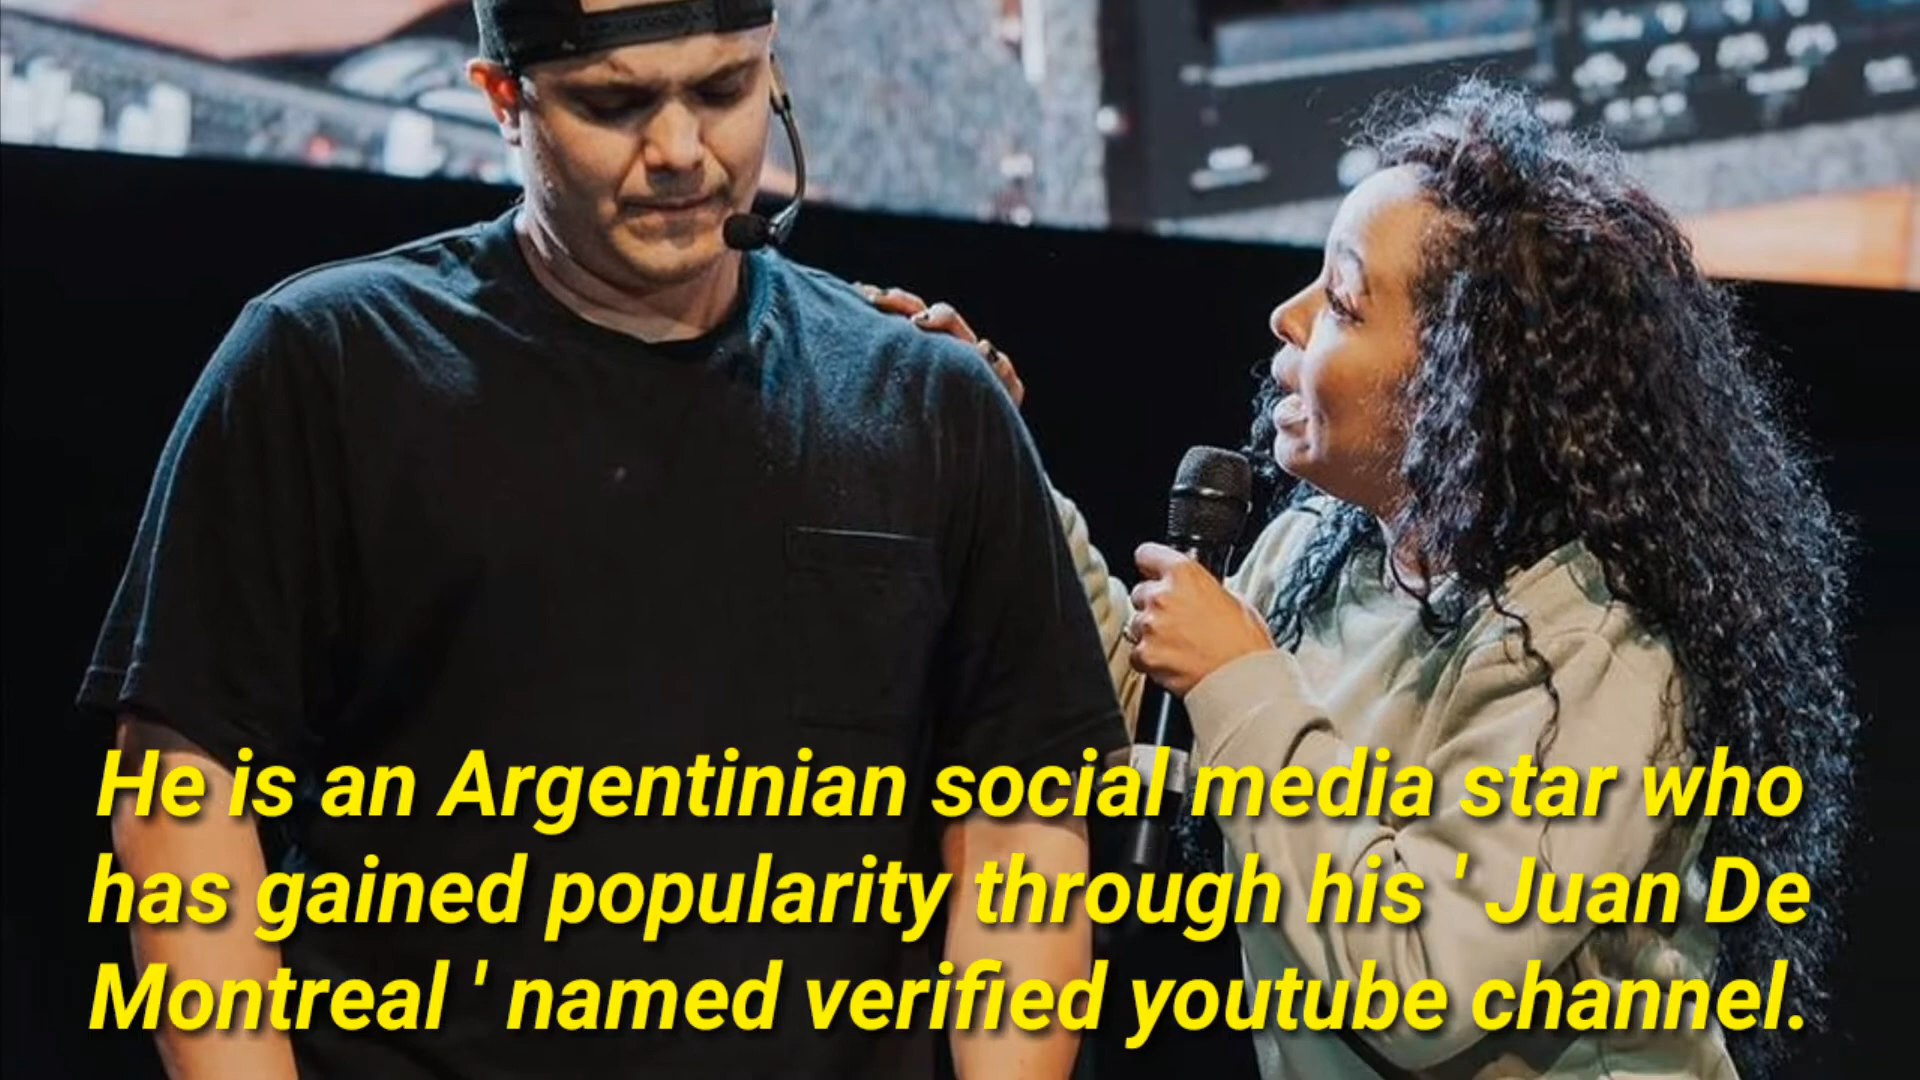 He is an Argentinian social media star who
has gained popularity through his ' Juan De
Montreal ' named verified youtube channel.